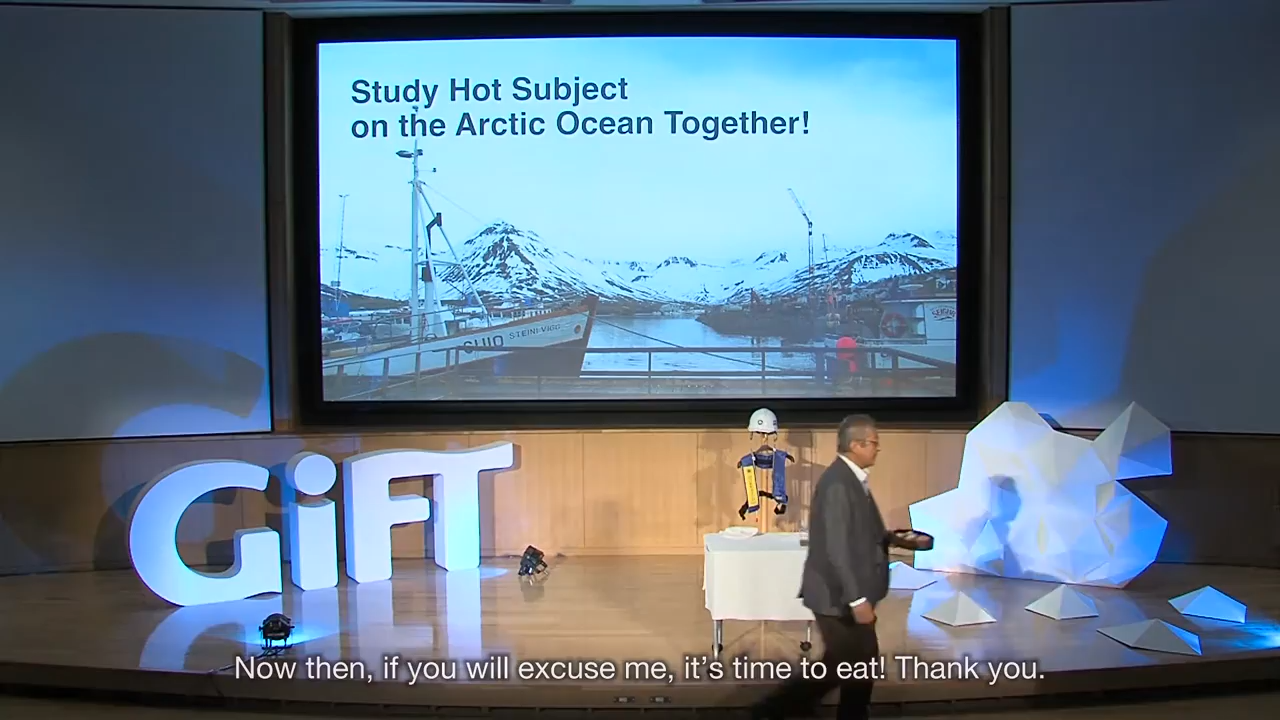 Study Hot Subject
on the Arctic Ocean Together!
STEINI VIGG
GiFT
Now then, if you will excuse me, it's time to eat! Thank you.